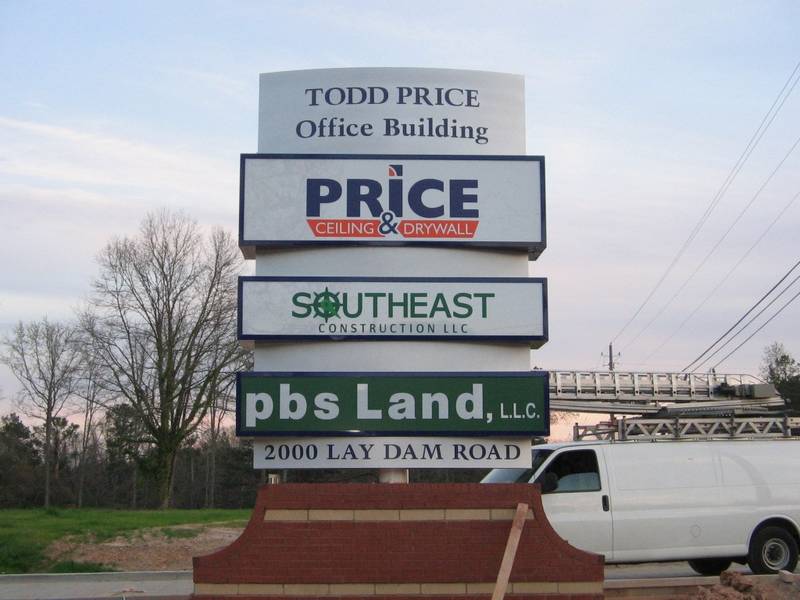 TODD PRICE
Office Building
PRiCE
CEILING & DRYWALL
SOUTHEAST
CONSTRUCTION LLC
pbs Land, L.L.C.
2000 LAY DAM ROAD